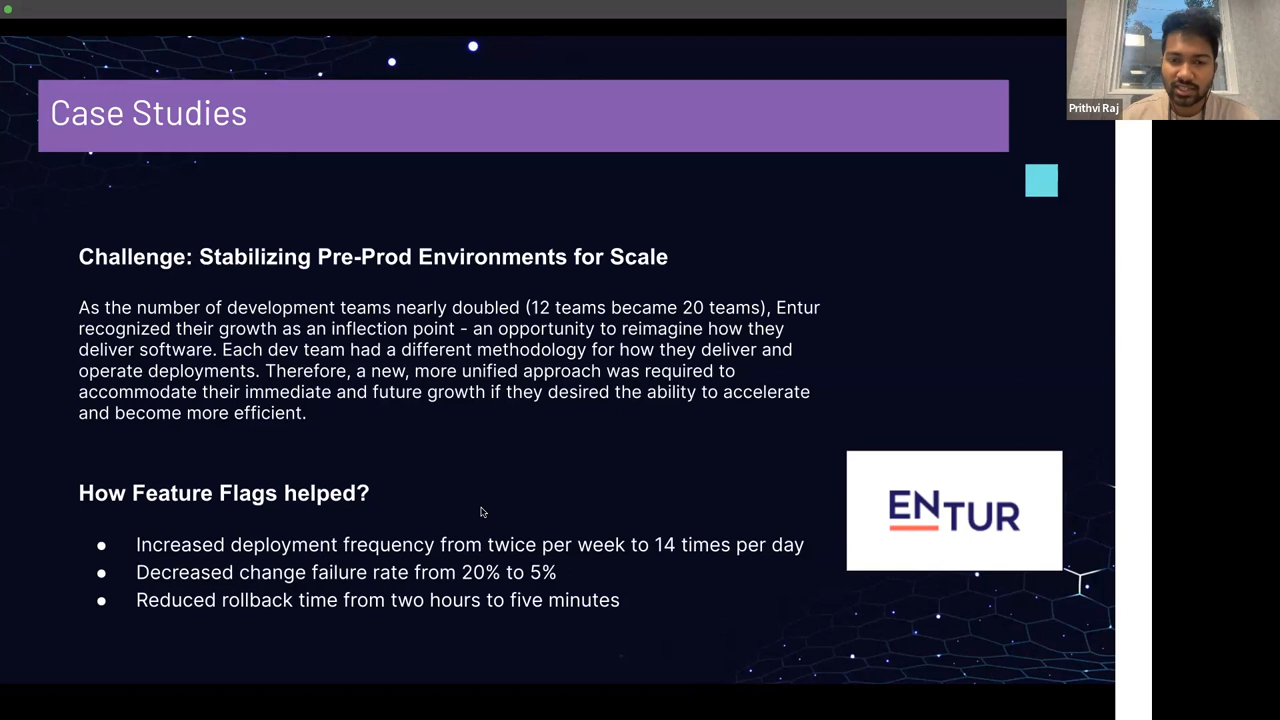 Case Studies
Prithvi Raj
Challenge: Stabilizing Pre-Prod Environments for Scale
As the number of development teams nearly doubled (12 teams became 20 teams), Entur
recognized their growth as an inflection point - an opportunity to reimagine how they
deliver software. Each dev team had a different methodology for how they deliver and
operate deployments. Therefore, a new, more unified approach was required to
accommodate their immediate and future growth if they desired the ability to accelerate
and become more efficient.
How Feature Flags helped?
● Increased deployment frequency from twice per week to 14 times per day
● Decreased change failure rate from 20% to 5%
● Reduced rollback time from two hours to five minutes
ENTUR